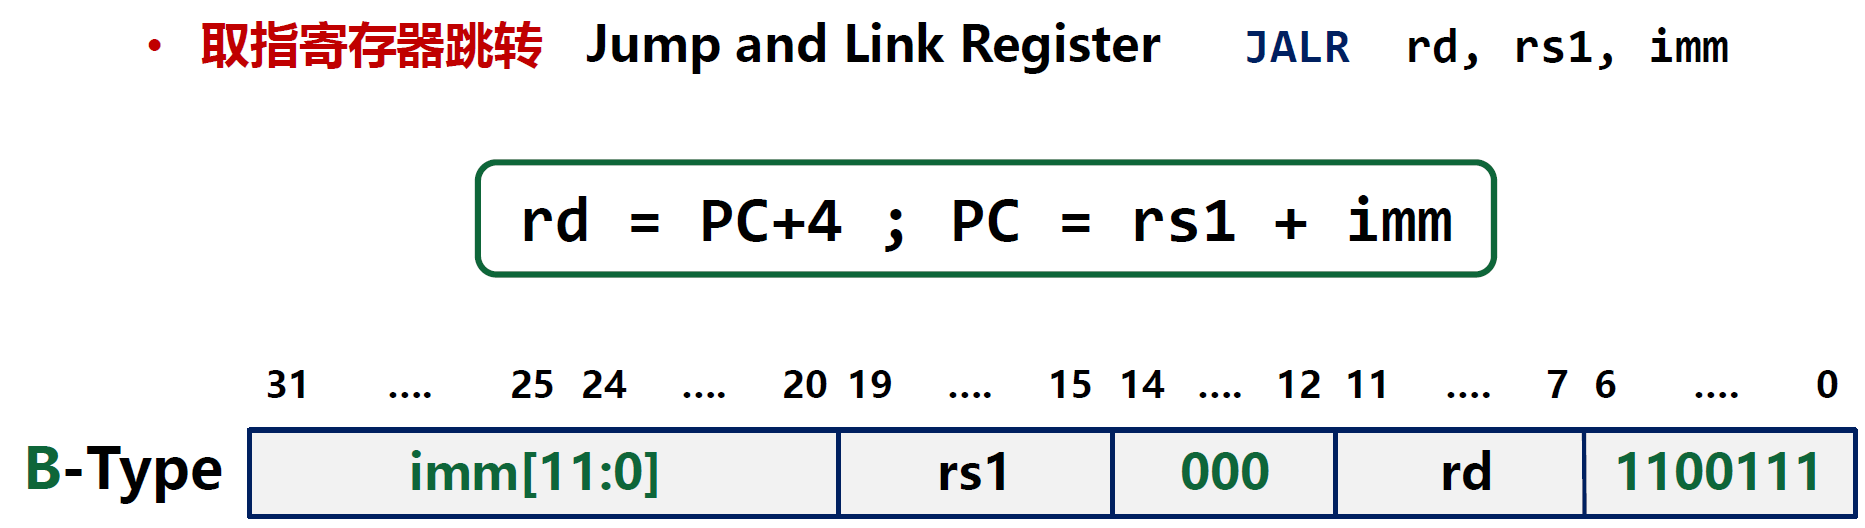 • 取指寄存器跳转 Jump and Link Register JALR rd, rs1, imm
rd = PC+4 ; PC = rs1 + imm
31 .... 25 24 .... 20 19 .... 15 14 .... 12 11 .... 7 6 .... 0
B-Type imm[11:0] rs1 000 rd 1100111